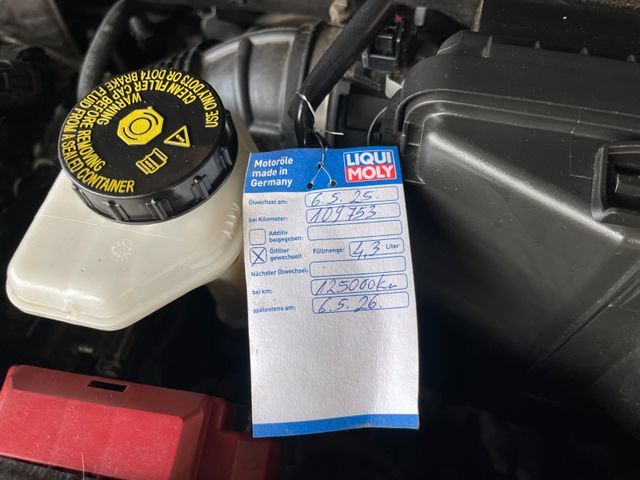 USE ONLY DOT3 OR DOT4 BRAKE FLUID FROM A SEALED CONTAINER
WARNING
CLEAN FILLER CAP BEFORE REMOVING
Motoröle
made in
Germany
LIQUI
MOLY
Ölwechsel am: 6.5.25.
bei Kilometer: 109753
Additiv
beigegeben:
Ölfilter
gewechselt
Füllmenge: 4,3 Liter
Nächster Ölwechsel:
bei km: 125000Km
spätestens am: 6.5.26.